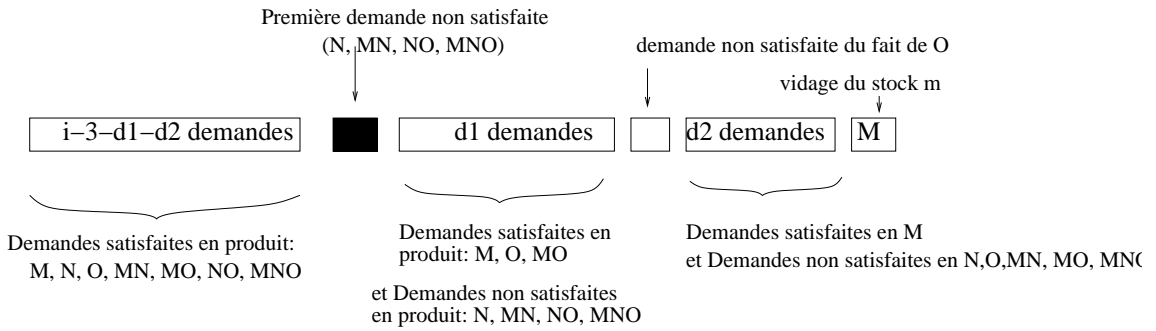 Première demande non satisfaite
(N, MN, NO, MNO)
demande non satisfaite du fait de O
vidage du stock m
i−3−d1−d2 demandes
d1 demandes
d2 demandes
M
Demandes satisfaites en produit:
M, N, O, MN, MO, NO, MNO
Demandes satisfaites en
produit: M, O, MO
et Demandes non satisfaites
en produit: N, MN, NO, MNO
Demandes satisfaites en M
et Demandes non satisfaites en N,O,MN, MO, MNO